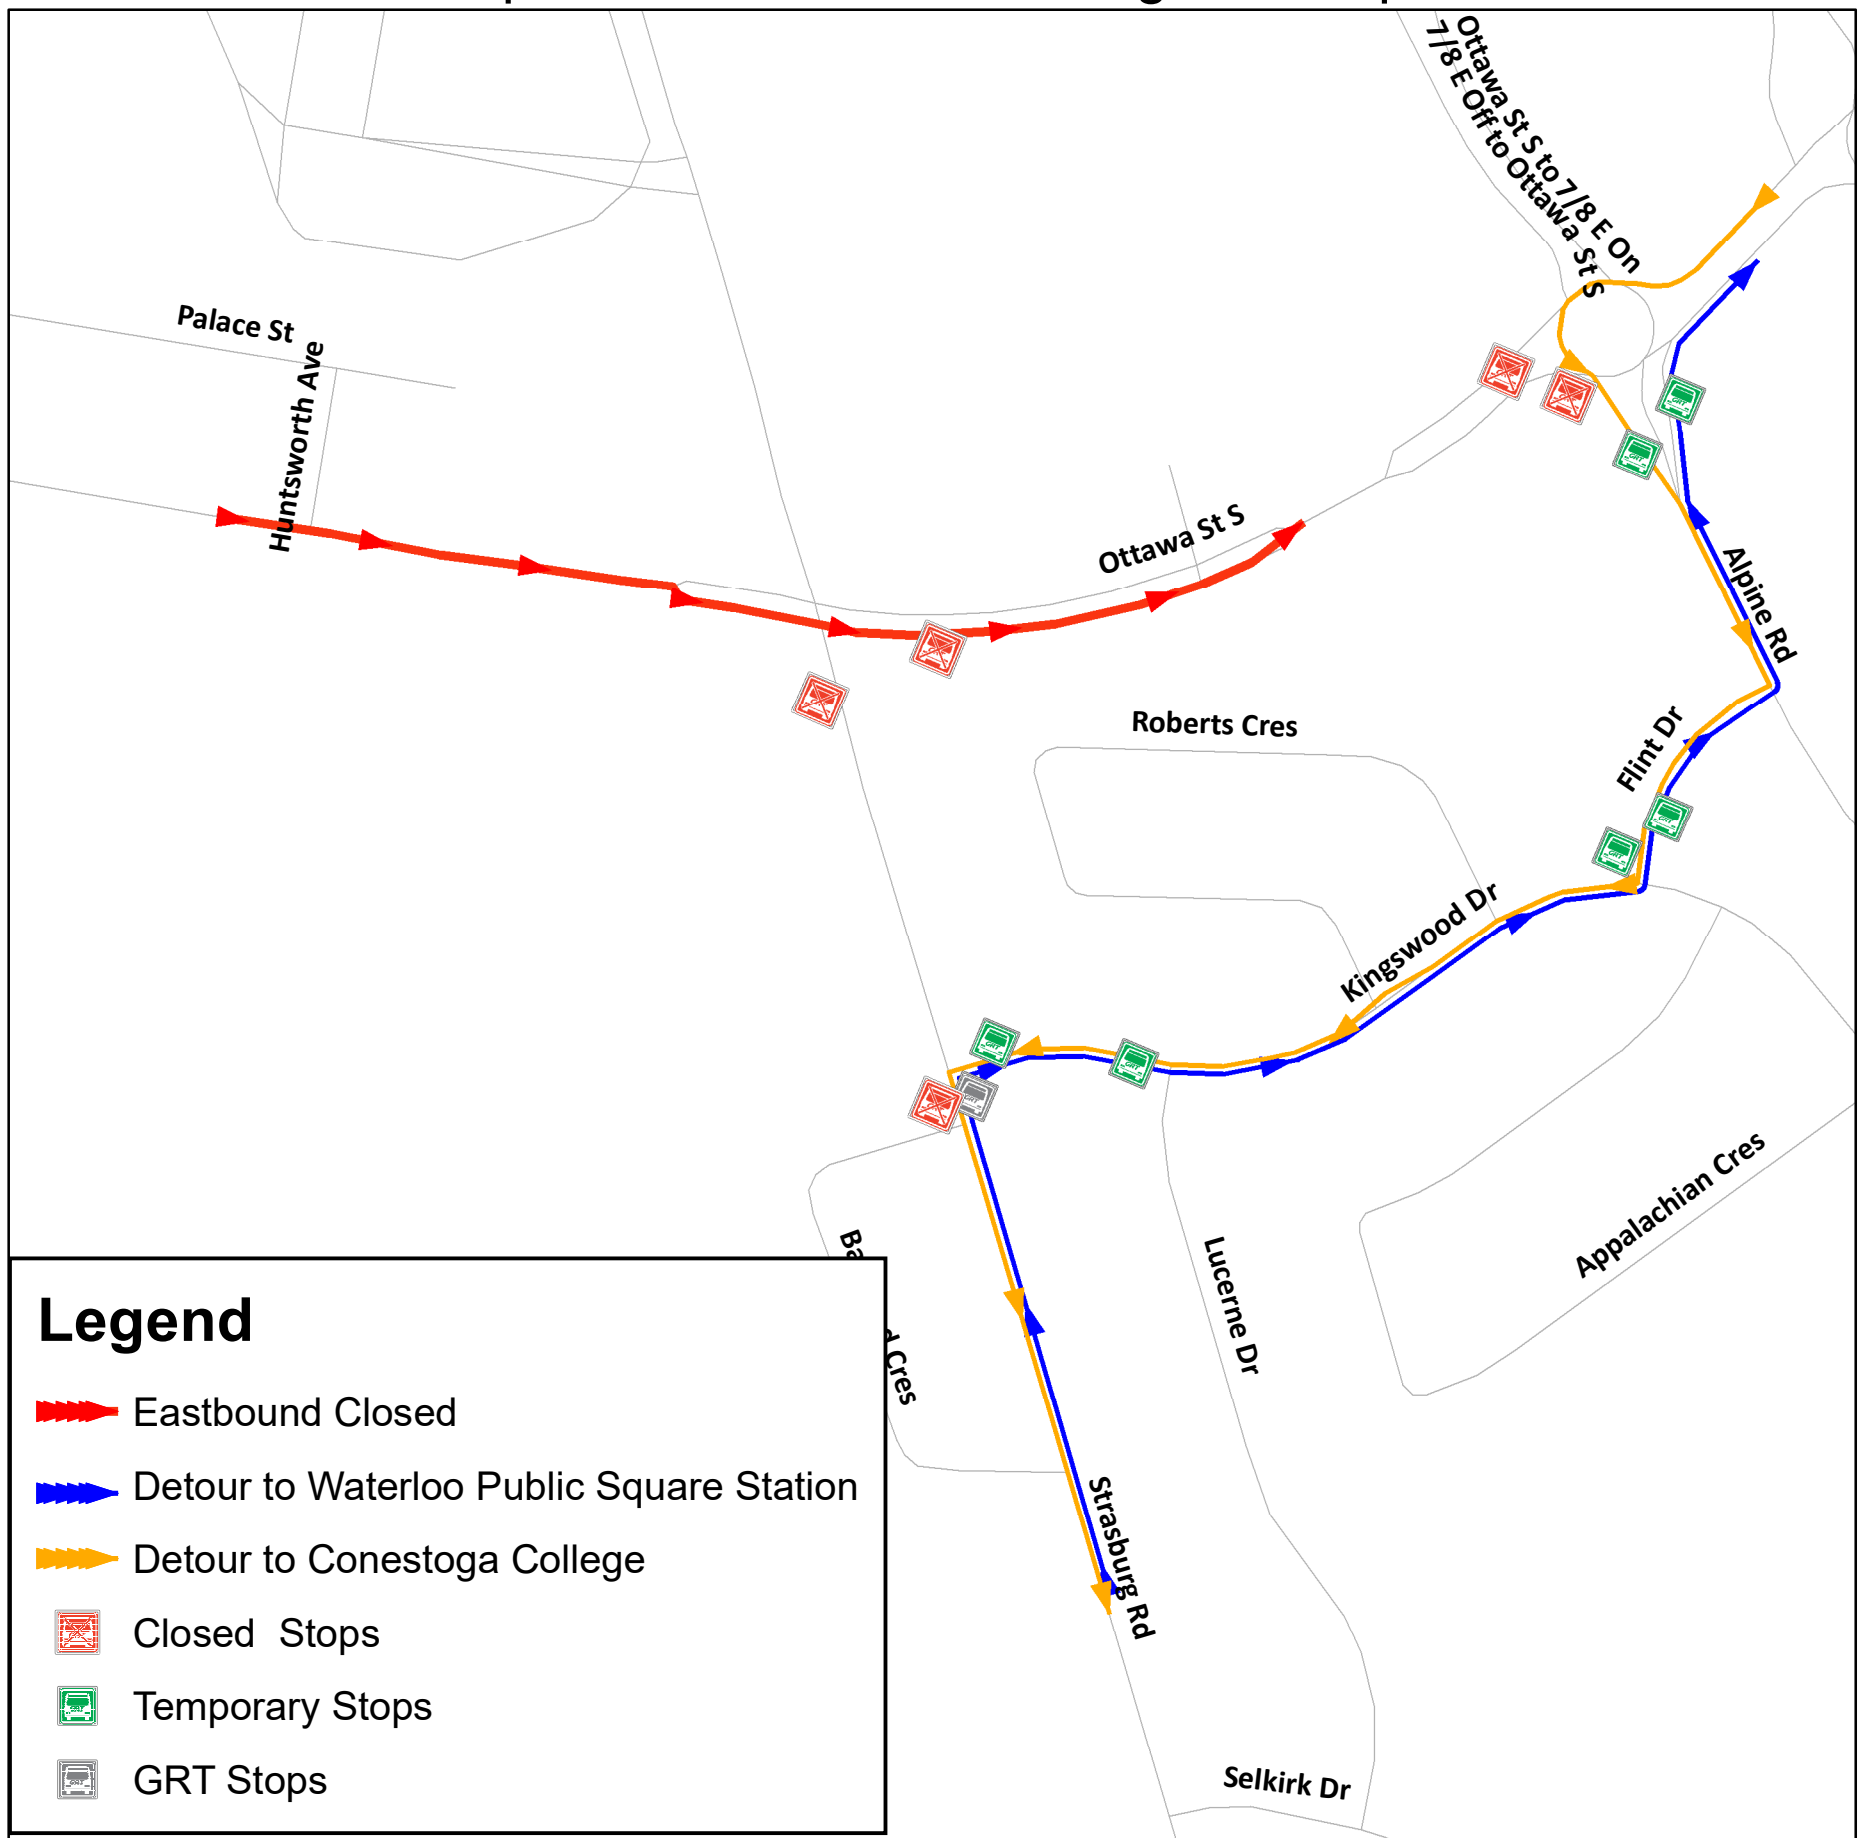 Ottawa St S to 7/8 E On
7/8 E Off to Ottawa St S
Palace St
Huntsworth Ave
Ottawa St S
Alpine Rd
Roberts Cres
Flint Dr
Kingswood Dr
Appalachian Cres
Lucerne Dr
Ba
d Cres
Strasburg Rd
Selkirk Dr
Legend
Eastbound Closed
Detour to Waterloo Public Square Station
Detour to Conestoga College
Closed Stops
Temporary Stops
GRT Stops